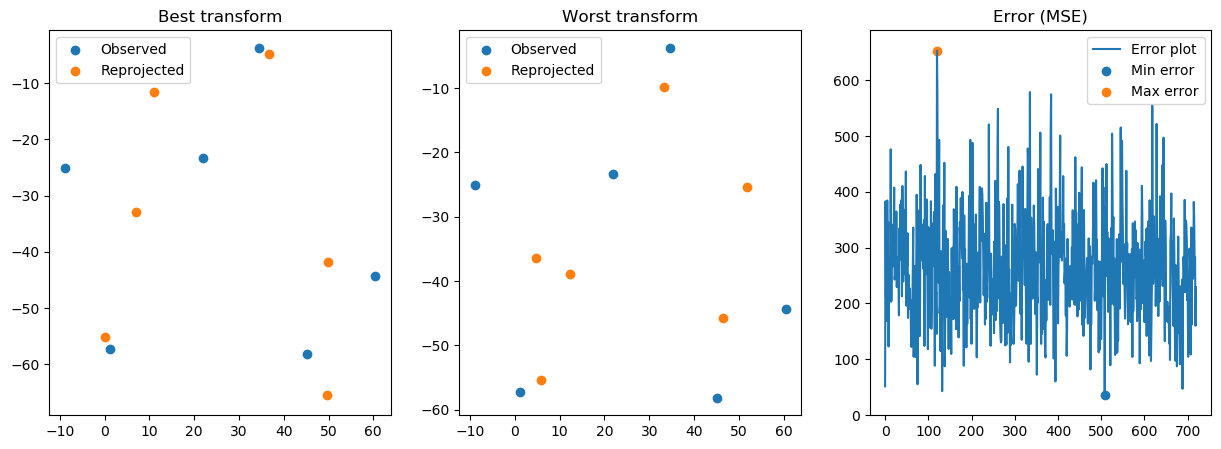 Best transform
Observed
Reprojected
−10
−20
−30
−40
−50
−60
−10 0 10 20 30 40 50 60
Worst transform
Observed
Reprojected
−10
−20
−30
−40
−50
−60
−10 0 10 20 30 40 50 60
Error (MSE)
Error plot
Min error
Max error
600
500
400
300
200
100
0
0 100 200 300 400 500 600 700